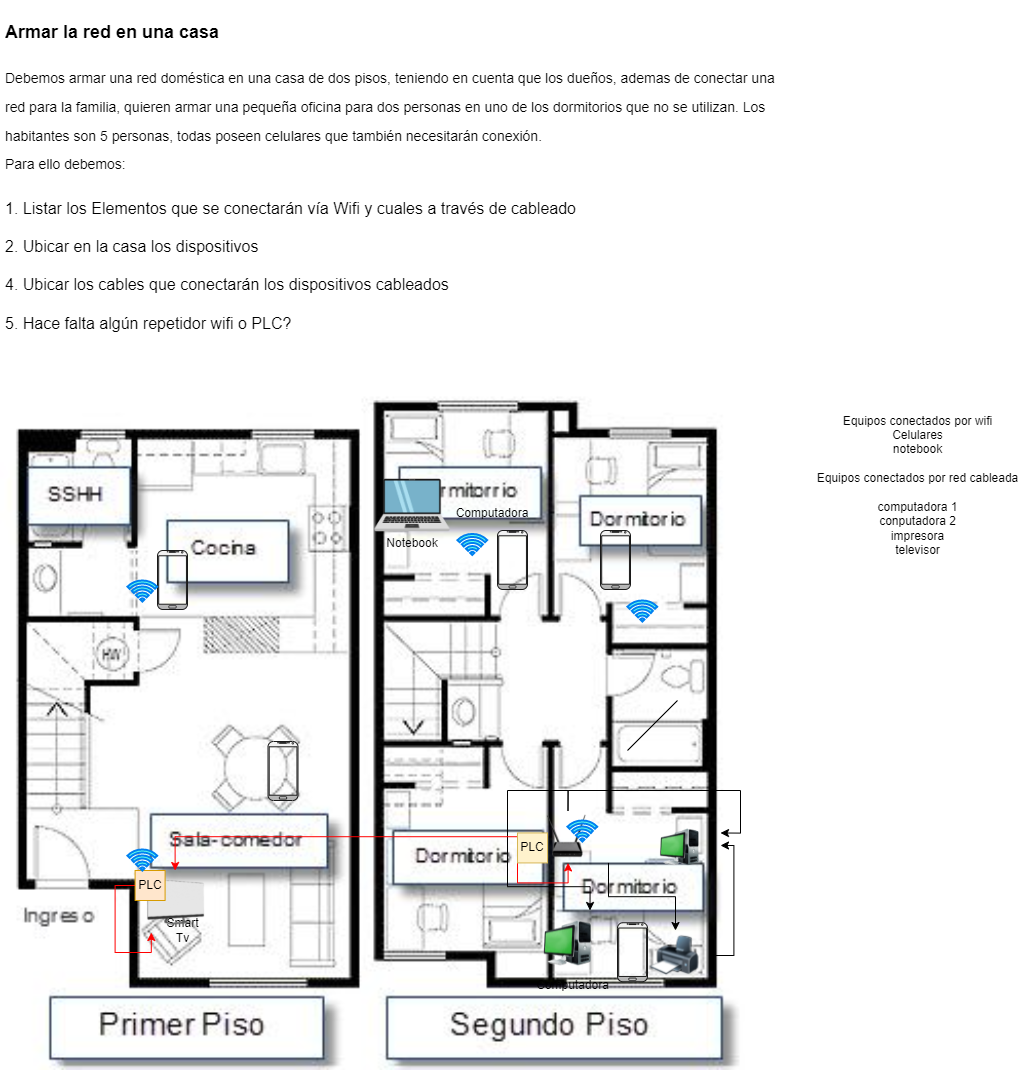 Armar la red en una casa
Debemos armar una red doméstica en una casa de dos pisos, teniendo en cuenta que los dueños, ademas de conectar una
red para la familia, quieren armar una pequeña oficina para dos personas en uno de los dormitorios que no se utilizan. Los
habitantes son 5 personas, todas poseen celulares que también necesitarán conexión.
Para ello debemos:
1. Listar los Elementos que se conectarán vía Wifi y cuales a través de cableado
2. Ubicar en la casa los dispositivos
4. Ubicar los cables que conectarán los dispositivos cableados
5. Hace falta algún repetidor wifi o PLC?
Equipos conectados por wifi
Celulares
notebook
Equipos conectados por red cableada
computadora 1
conputadora 2
impresora
televisor
SSHH
Cocina
HW
Sala-comedor
PLC
Smart
Tv
Ingreso
Primer Piso
rmitorrio
Computadora
Notebook
Dormitorio
Dormitorio
PLC
Dormitorio
Computadora
Segundo Piso